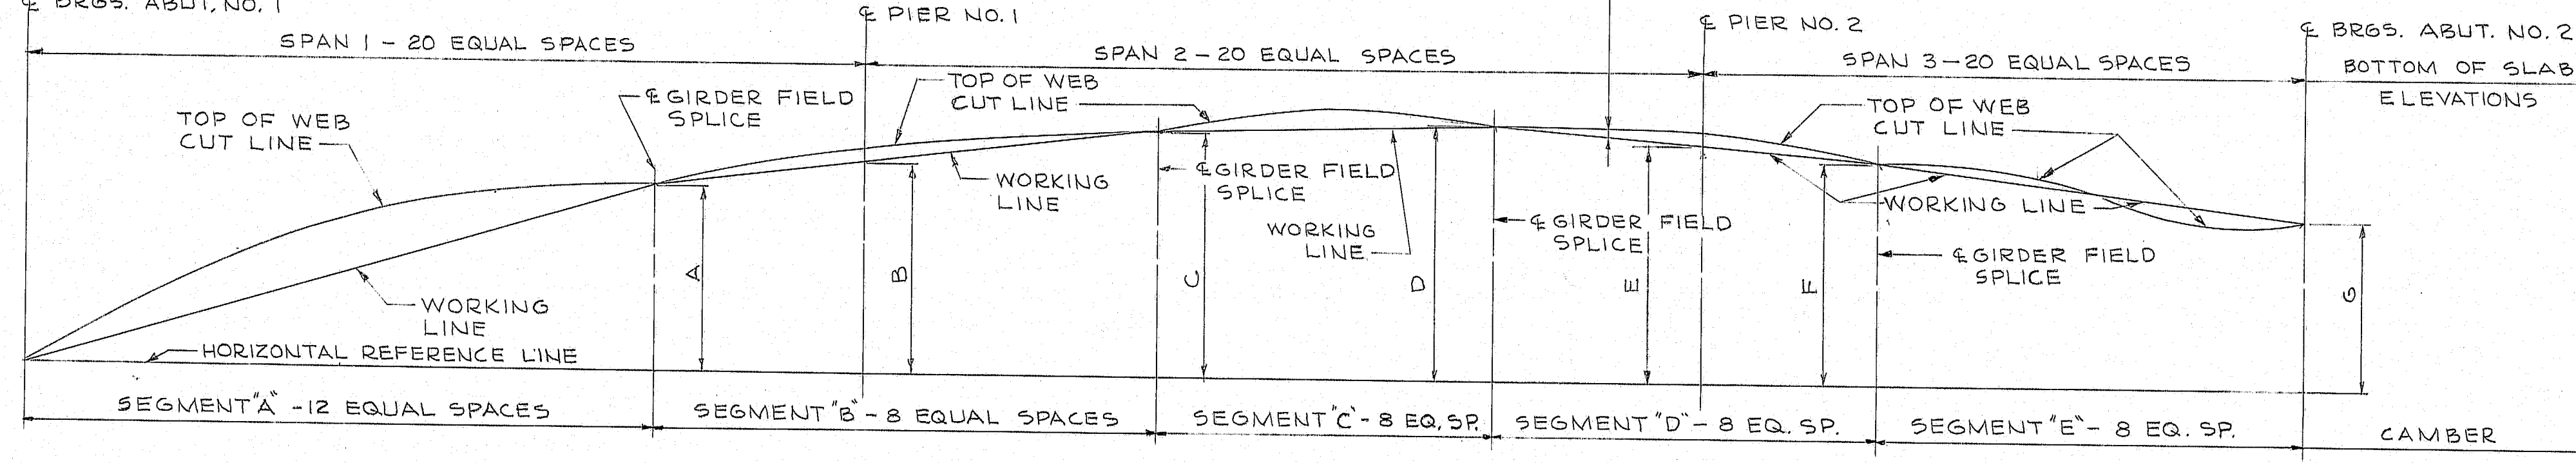 ℄ BRGS. ABUT. NO. 1
℄ PIER NO. 1
℄ PIER NO. 2
℄ BRGS. ABUT. NO. 2
SPAN 1 - 20 EQUAL SPACES
SPAN 2 - 20 EQUAL SPACES
SPAN 3 - 20 EQUAL SPACES
BOTTOM OF SLAB
ELEVATIONS
TOP OF WEB
CUT LINE
℄ GIRDER FIELD
SPLICE
TOP OF WEB
CUT LINE
TOP OF WEB
CUT LINE
WORKING
LINE
℄ GIRDER FIELD
SPLICE
WORKING
LINE
℄ GIRDER FIELD
SPLICE
WORKING LINE
℄ GIRDER FIELD
SPLICE
A
B
C
D
E
F
G
WORKING
LINE
HORIZONTAL REFERENCE LINE
SEGMENT "A" - 12 EQUAL SPACES
SEGMENT "B" - 8 EQUAL SPACES
SEGMENT "C" - 8 EQ. SP.
SEGMENT "D" - 8 EQ. SP.
SEGMENT "E" - 8 EQ. SP.
CAMBER